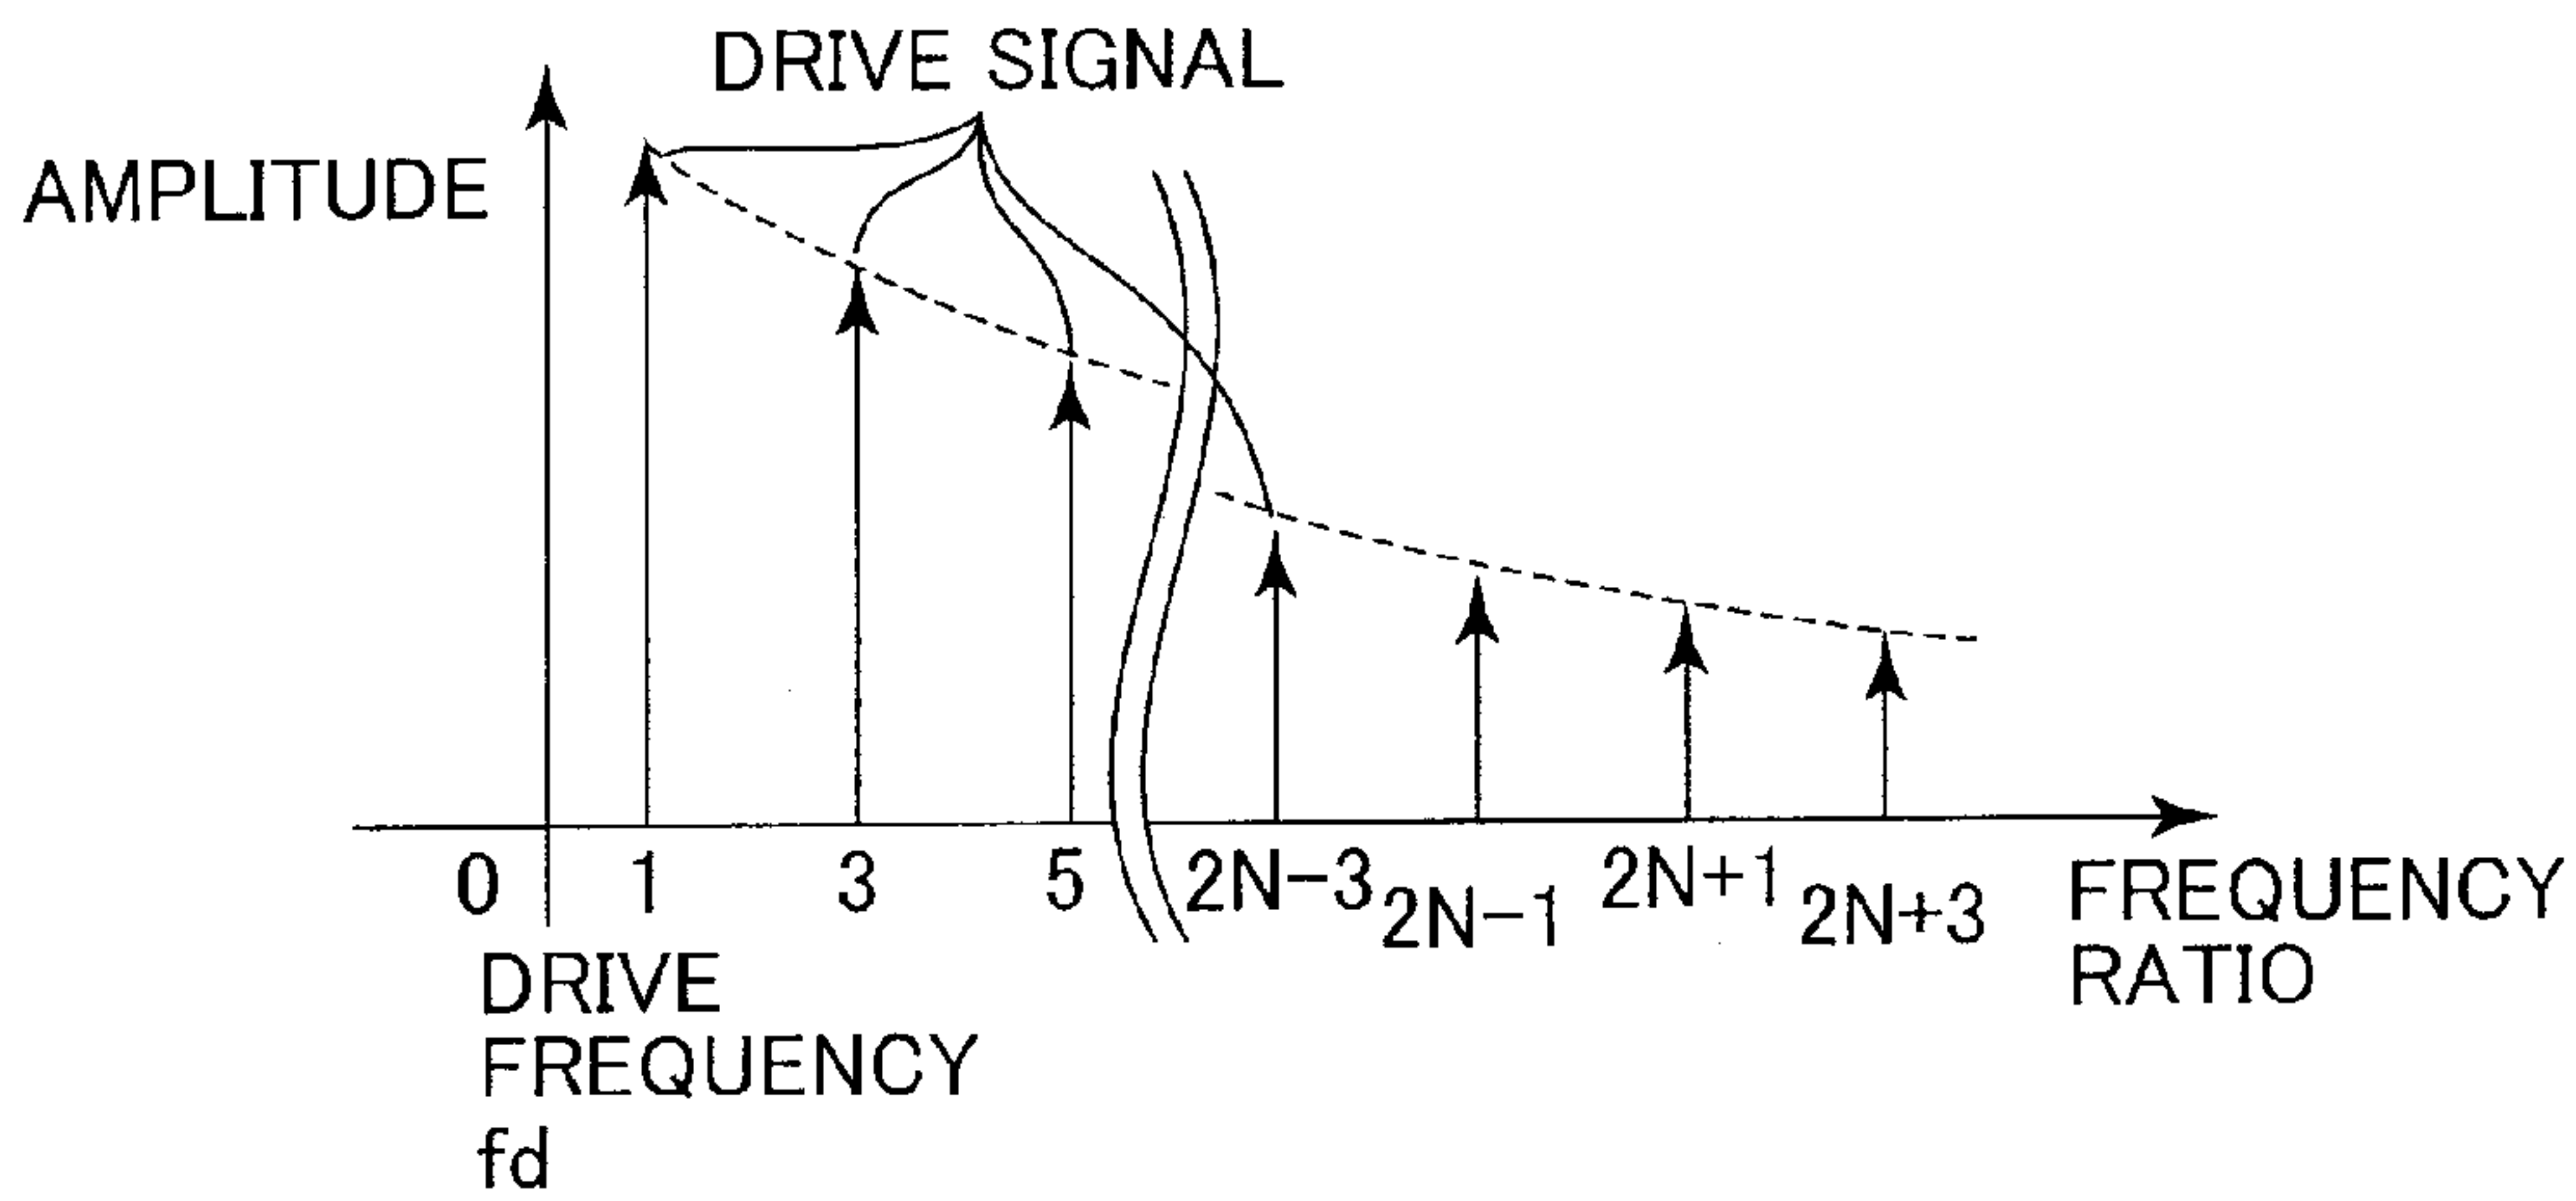 DRIVE SIGNAL
AMPLITUDE
0 1 3 5 2N-3 2N-1 2N+1 2N+3
FREQUENCY
RATIO
DRIVE
FREQUENCY
fd